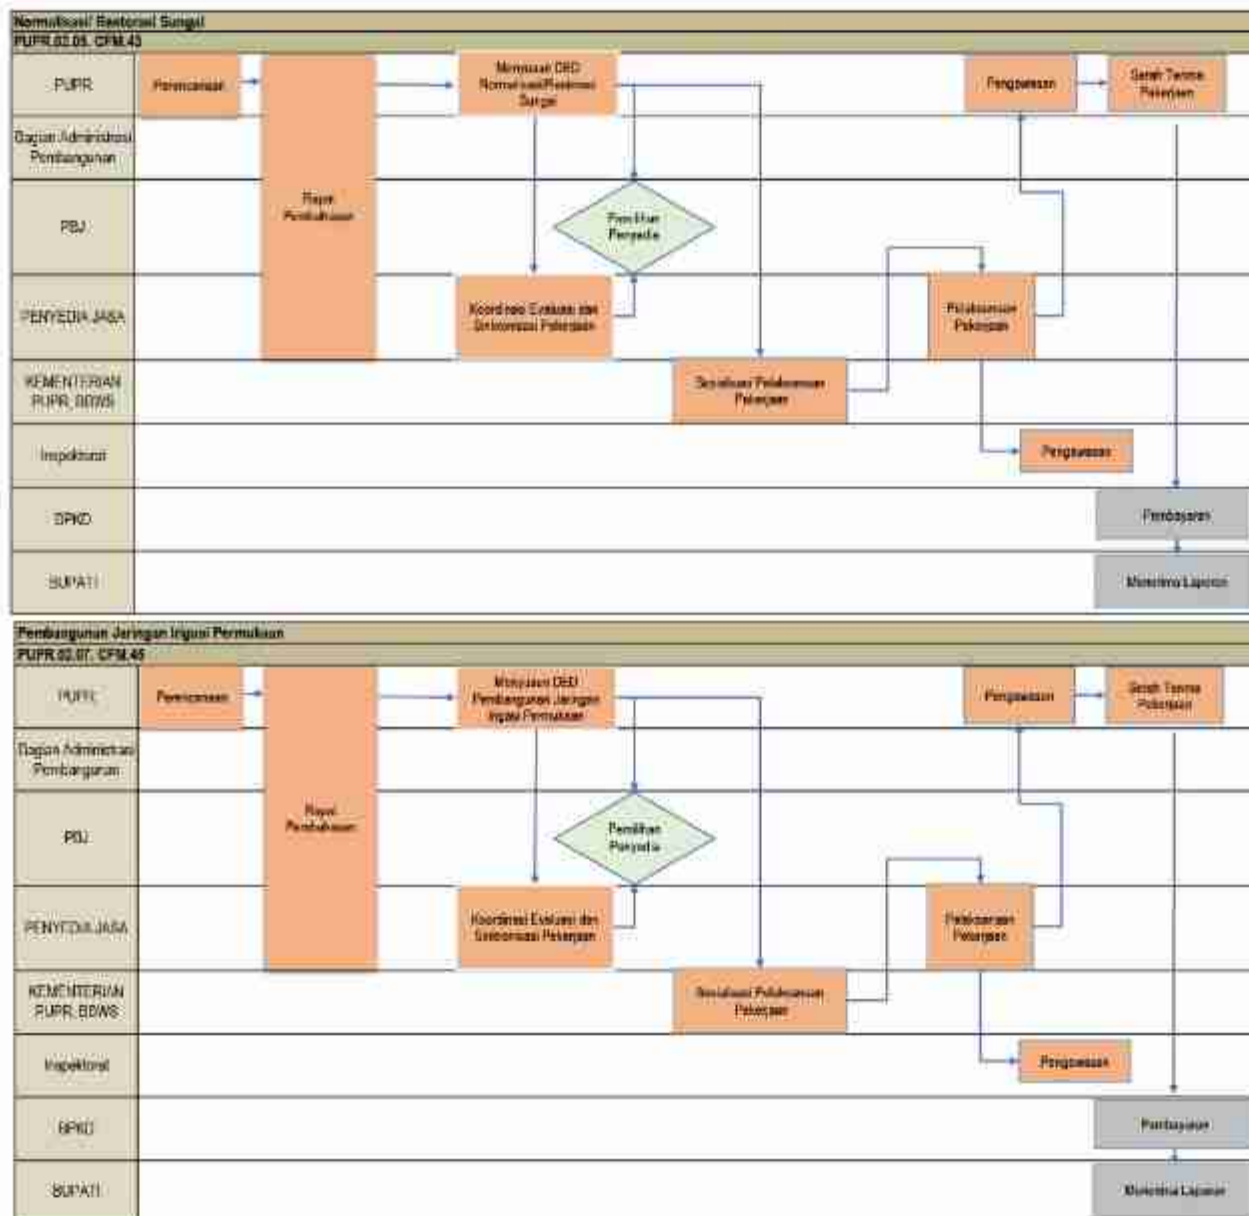 Normalisasi/ Restorasi Sungai
PUPR.02.05. CFM.43
PUPR
Perencanaan
Menyusun DED
Normalisasi/Restorasi
Sungai
Pengawasan
Serah Terima
Pekerjaan
Bagian Administrasi
Pembangunan
Rapat
Pembahasan
PBJ
Pemilihan
Penyedia
PENYEDIA JASA
Koordinasi Evaluasi dan
Sinkronisasi Pekerjaan
Pelaksanaan
Pekerjaan
KEMENTERIAN
PUPR, BBWS
Sosialisasi Pelaksanaan
Pekerjaan
Inspektorat
Pengawasan
BPKD
Pembayaran
BUPATI
Menerima Laporan
Pembangunan Jaringan Irigasi Permukaan
PUPR.02.07. CFM.45
PUPR
Perencanaan
Menyusun DED
Pembangunan Jaringan
Irigasi Permukaan
Pengawasan
Serah Terima
Pekerjaan
Bagian Administrasi
Pembangunan
Rapat
Pembahasan
PBJ
Pemilihan
Penyedia
PENYEDIA JASA
Koordinasi Evaluasi dan
Sinkronisasi Pekerjaan
Pelaksanaan
Pekerjaan
KEMENTERIAN
PUPR, BBWS
Sosialisasi Pelaksanaan
Pekerjaan
Inspektorat
Pengawasan
BPKD
Pembayaran
BUPATI
Menerima Laporan